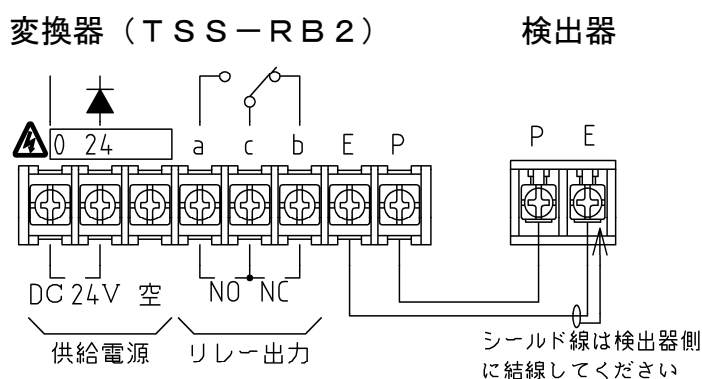 変換器（ＴＳＳ－ＲＢ２）
検出器
0 24
a c b E P
P E
DC 24V 空
NO NC
供給電源
リレー出力
シールド線は検出器側
に結線してください